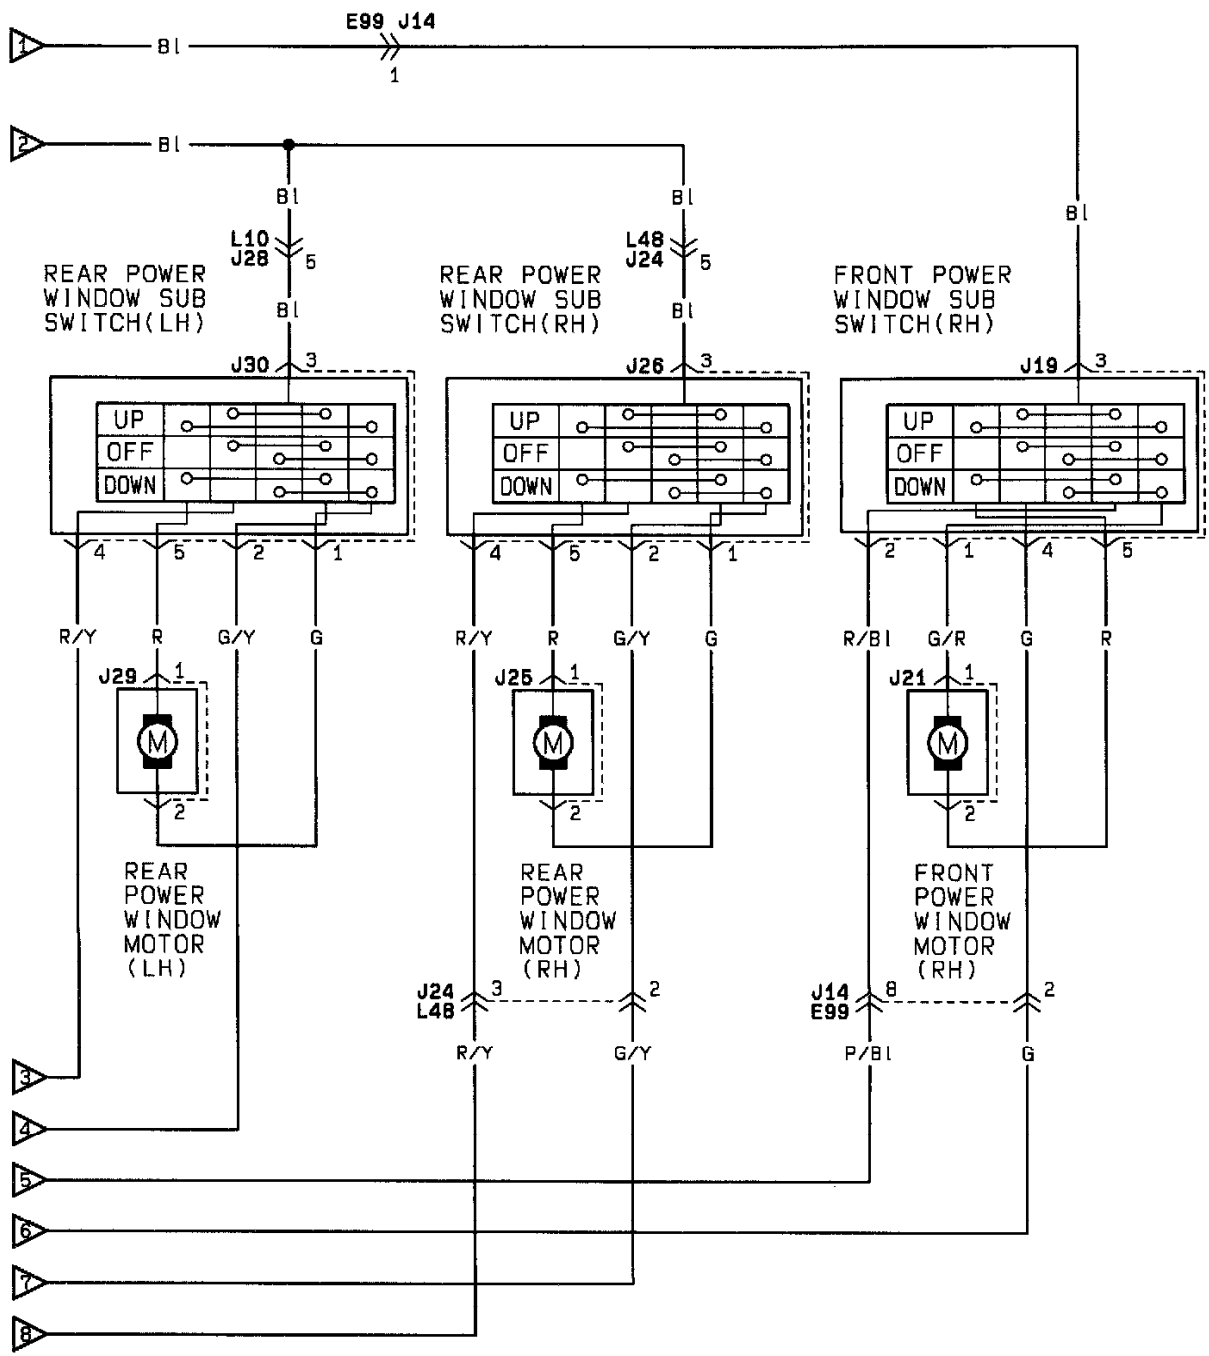 E99 J14
1 Bl
1
2 Bl
Bl Bl Bl
L10
J28 5
L48
J24 5
REAR POWER
WINDOW SUB
SWITCH(LH)
REAR POWER
WINDOW SUB
SWITCH(RH)
FRONT POWER
WINDOW SUB
SWITCH(RH)
Bl Bl
J30 3 J26 3 J19 3
UP UP UP
OFF OFF OFF
DOWN DOWN DOWN
4 5 2 1 4 5 2 1 2 1 4 5
R/Y R G/Y G R/Y R G/Y G R/Bl G/R G R
J29 1 J25 1 J21 1
M M M
2 2 2
REAR
POWER
WINDOW
MOTOR
(LH)
REAR
POWER
WINDOW
MOTOR
(RH)
FRONT
POWER
WINDOW
MOTOR
(RH)
J24 3 2
L48
J14 8 2
E99
R/Y G/Y P/Bl G
3
4
5
6
7
8